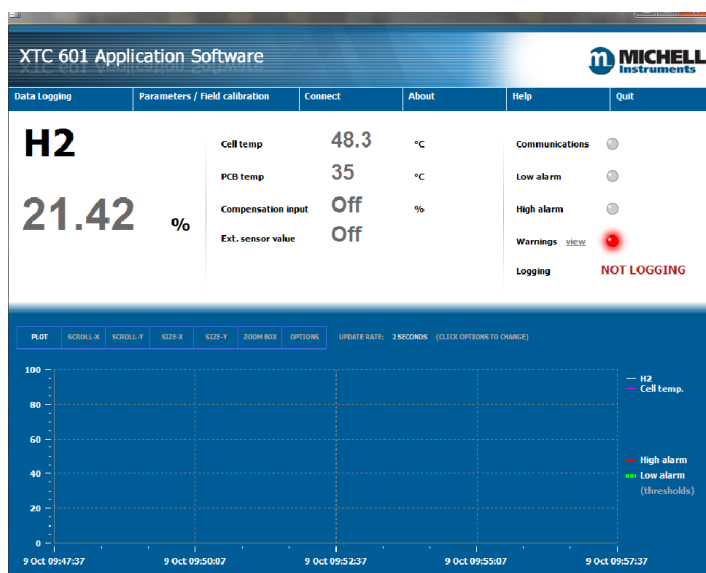 XTC 601 Application Software
MICHELL
Instruments
Data Logging Parameters / Field calibration Connect About Help Quit
H2
21.42 %
Cell temp 48.3 °C
PCB temp 35 °C
Compensation input Off %
Ext. sensor value Off
Communications
Low alarm
High alarm
Warnings view
Logging NOT LOGGING
PLOT SCROLL-X SCROLL-Y SIZE-X SIZE-Y ZOOM BOX OPTIONS UPDATE RATE: 2 SECONDS (CLICK OPTIONS TO CHANGE)
100
80
60
40
20
0
H2
Cell temp.
High alarm
Low alarm
(thresholds)
9 Oct 09:47:37 9 Oct 09:50:07 9 Oct 09:52:37 9 Oct 09:55:07 9 Oct 09:57:37